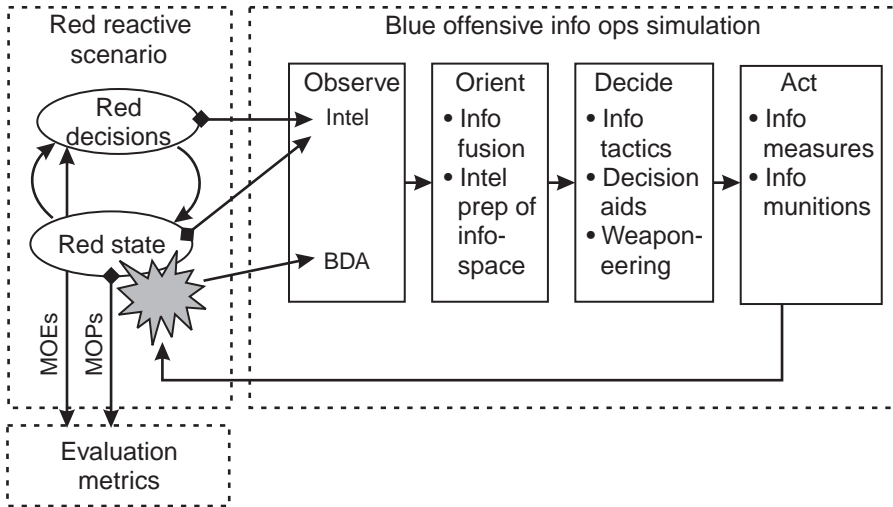 Red reactive
scenario
Red
decisions
Red state
MOEs
MOPs
Evaluation
metrics
Blue offensive info ops simulation
Observe
Intel
BDA
Orient
• Info
fusion
• Intel
prep of
info-
space
Decide
• Info
tactics
• Decision
aids
• Weapon-
eering
Act
• Info
measures
• Info
munitions